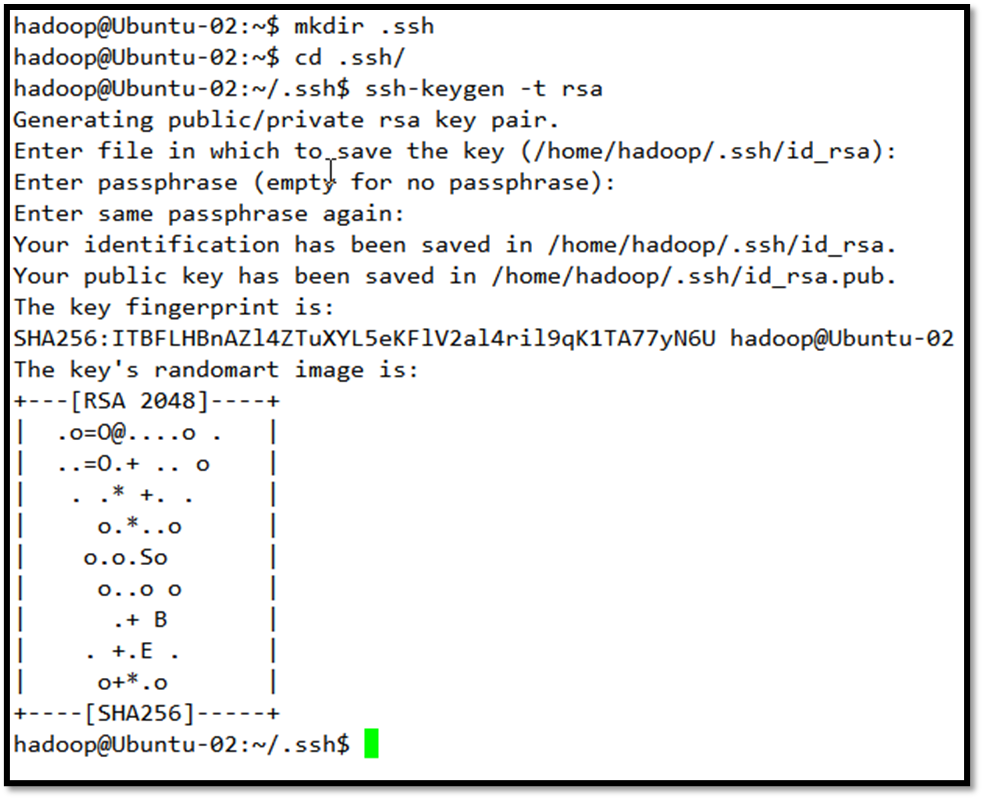 hadoop@Ubuntu-02:~$ mkdir .ssh
hadoop@Ubuntu-02:~$ cd .ssh/
hadoop@Ubuntu-02:~/.ssh$ ssh-keygen -t rsa
Generating public/private rsa key pair.
Enter file in which to save the key (/home/hadoop/.ssh/id_rsa):
Enter passphrase (empty for no passphrase):
Enter same passphrase again:
Your identification has been saved in /home/hadoop/.ssh/id_rsa.
Your public key has been saved in /home/hadoop/.ssh/id_rsa.pub.
The key fingerprint is:
SHA256:ITBFLHBnAZl4ZTuXYL5eKFlV2al4ril9qK1TA77yN6U hadoop@Ubuntu-02
The key's randomart image is:
+---[RSA 2048]----+
|  .o=O@....o .   |
|  ..=O.+ .. o    |
|   . .* +. .     |
|     o.*..o      |
|    o.o.So       |
|     o..o o      |
|      .+ B       |
|    . +.E .      |
|     o+*.o       |
+----[SHA256]-----+
hadoop@Ubuntu-02:~/.ssh$